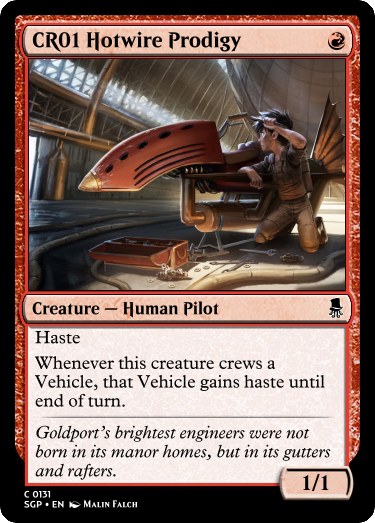 CR01 Hotwire Prodigy
Creature — Human Pilot
Haste
Whenever this creature crews a
Vehicle, that Vehicle gains haste until
end of turn.
Goldport's brightest engineers were not
born in its manor homes, but in its gutters
and rafters.
1/1
C 0131
SGP • EN Malin Falch